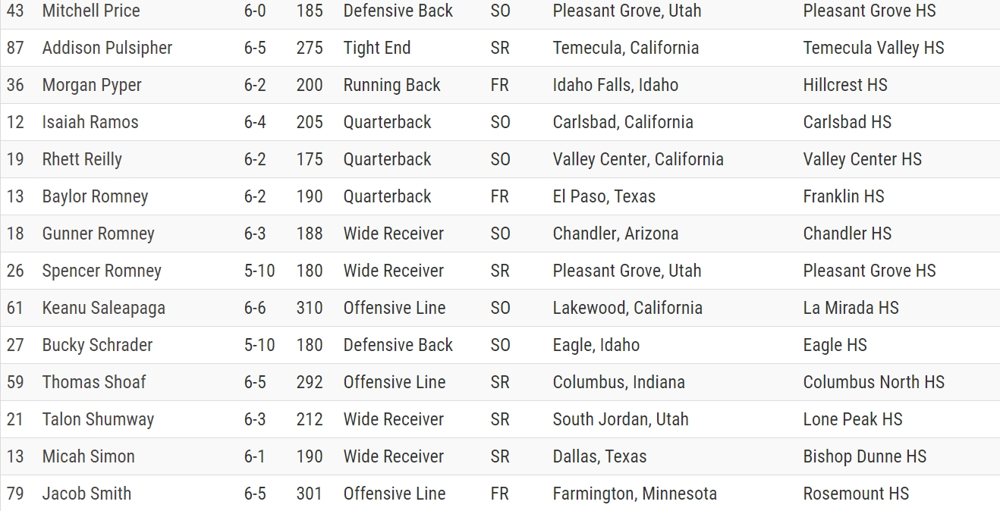 43 Mitchell Price 6-0 185 Defensive Back SO Pleasant Grove, Utah Pleasant Grove HS
87 Addison Pulsipher 6-5 275 Tight End SR Temecula, California Temecula Valley HS
36 Morgan Pyper 6-2 200 Running Back FR Idaho Falls, Idaho Hillcrest HS
12 Isaiah Ramos 6-4 205 Quarterback SO Carlsbad, California Carlsbad HS
19 Rhett Reilly 6-2 175 Quarterback SO Valley Center, California Valley Center HS
13 Baylor Romney 6-2 190 Quarterback FR El Paso, Texas Franklin HS
18 Gunner Romney 6-3 188 Wide Receiver SO Chandler, Arizona Chandler HS
26 Spencer Romney 5-10 180 Wide Receiver SR Pleasant Grove, Utah Pleasant Grove HS
61 Keanu Saleapaga 6-6 310 Offensive Line SO Lakewood, California La Mirada HS
27 Bucky Schrader 5-10 180 Defensive Back SO Eagle, Idaho Eagle HS
59 Thomas Shoaf 6-5 292 Offensive Line SR Columbus, Indiana Columbus North HS
21 Talon Shumway 6-3 212 Wide Receiver SR South Jordan, Utah Lone Peak HS
13 Micah Simon 6-1 190 Wide Receiver SR Dallas, Texas Bishop Dunne HS
79 Jacob Smith 6-5 301 Offensive Line FR Farmington, Minnesota Rosemount HS